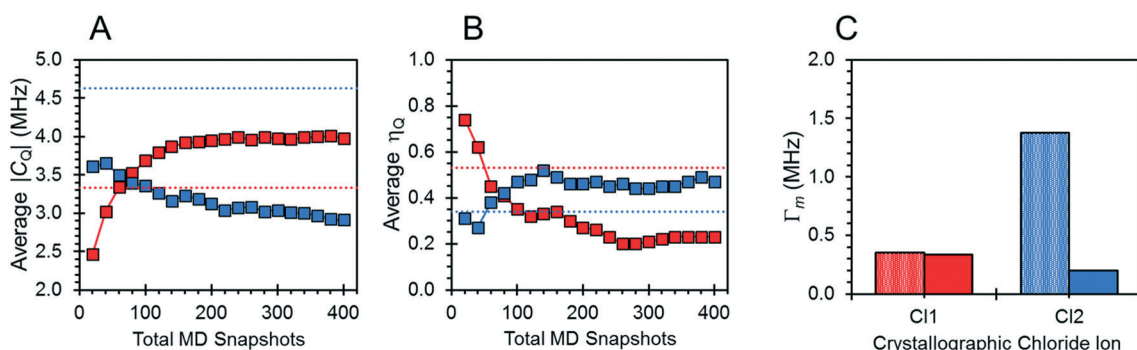 A
Average |C_Q| (MHz)
5.0
4.5
4.0
3.5
3.0
2.5
2.0
0
100
200
300
400
Total MD Snapshots
B
Average η_Q
1.0
0.8
0.6
0.4
0.2
0.0
0
100
200
300
400
Total MD Snapshots
C
Γ_m (MHz)
2.0
1.5
1.0
0.5
0.0
Cl1
Cl2
Crystallographic Chloride Ion